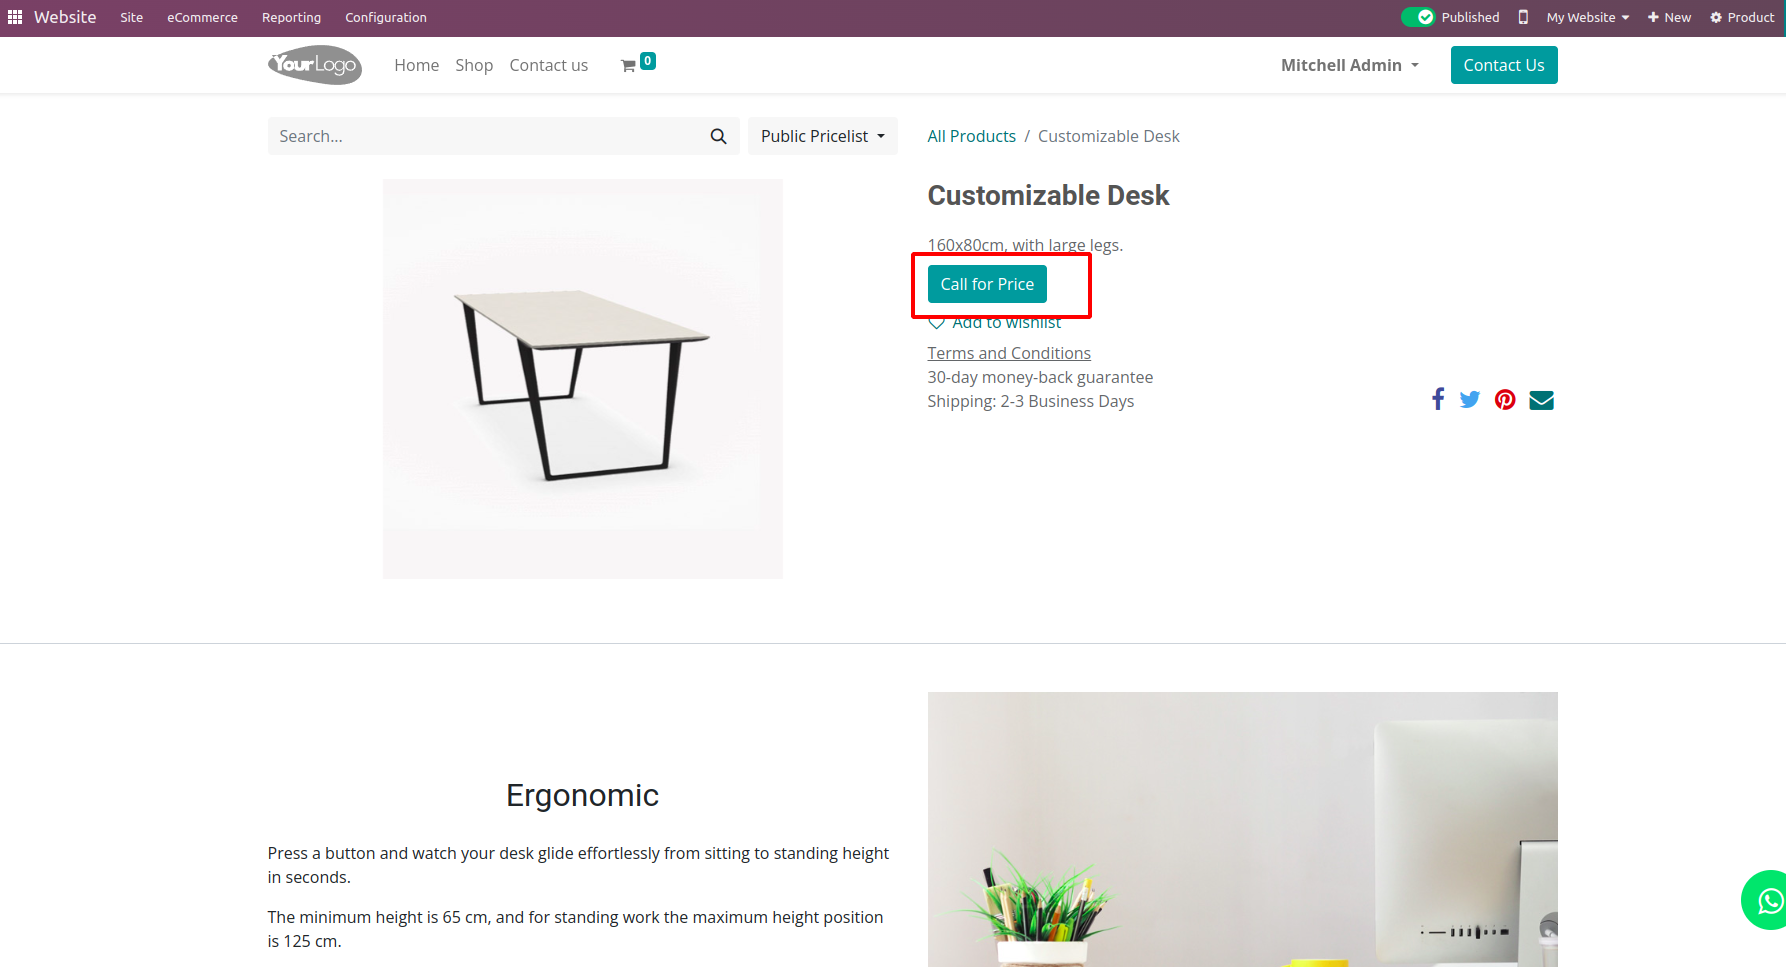 Website Site eCommerce Reporting Configuration Published My Website New Product
YourLogo Home Shop Contact us 0 Mitchell Admin Contact Us
Search... Public Pricelist All Products / Customizable Desk
Customizable Desk
160x80cm, with large legs.
Call for Price
Add to wishlist
Terms and Conditions
30-day money-back guarantee
Shipping: 2-3 Business Days
Ergonomic
Press a button and watch your desk glide effortlessly from sitting to standing height
in seconds.
The minimum height is 65 cm, and for standing work the maximum height position
is 125 cm.